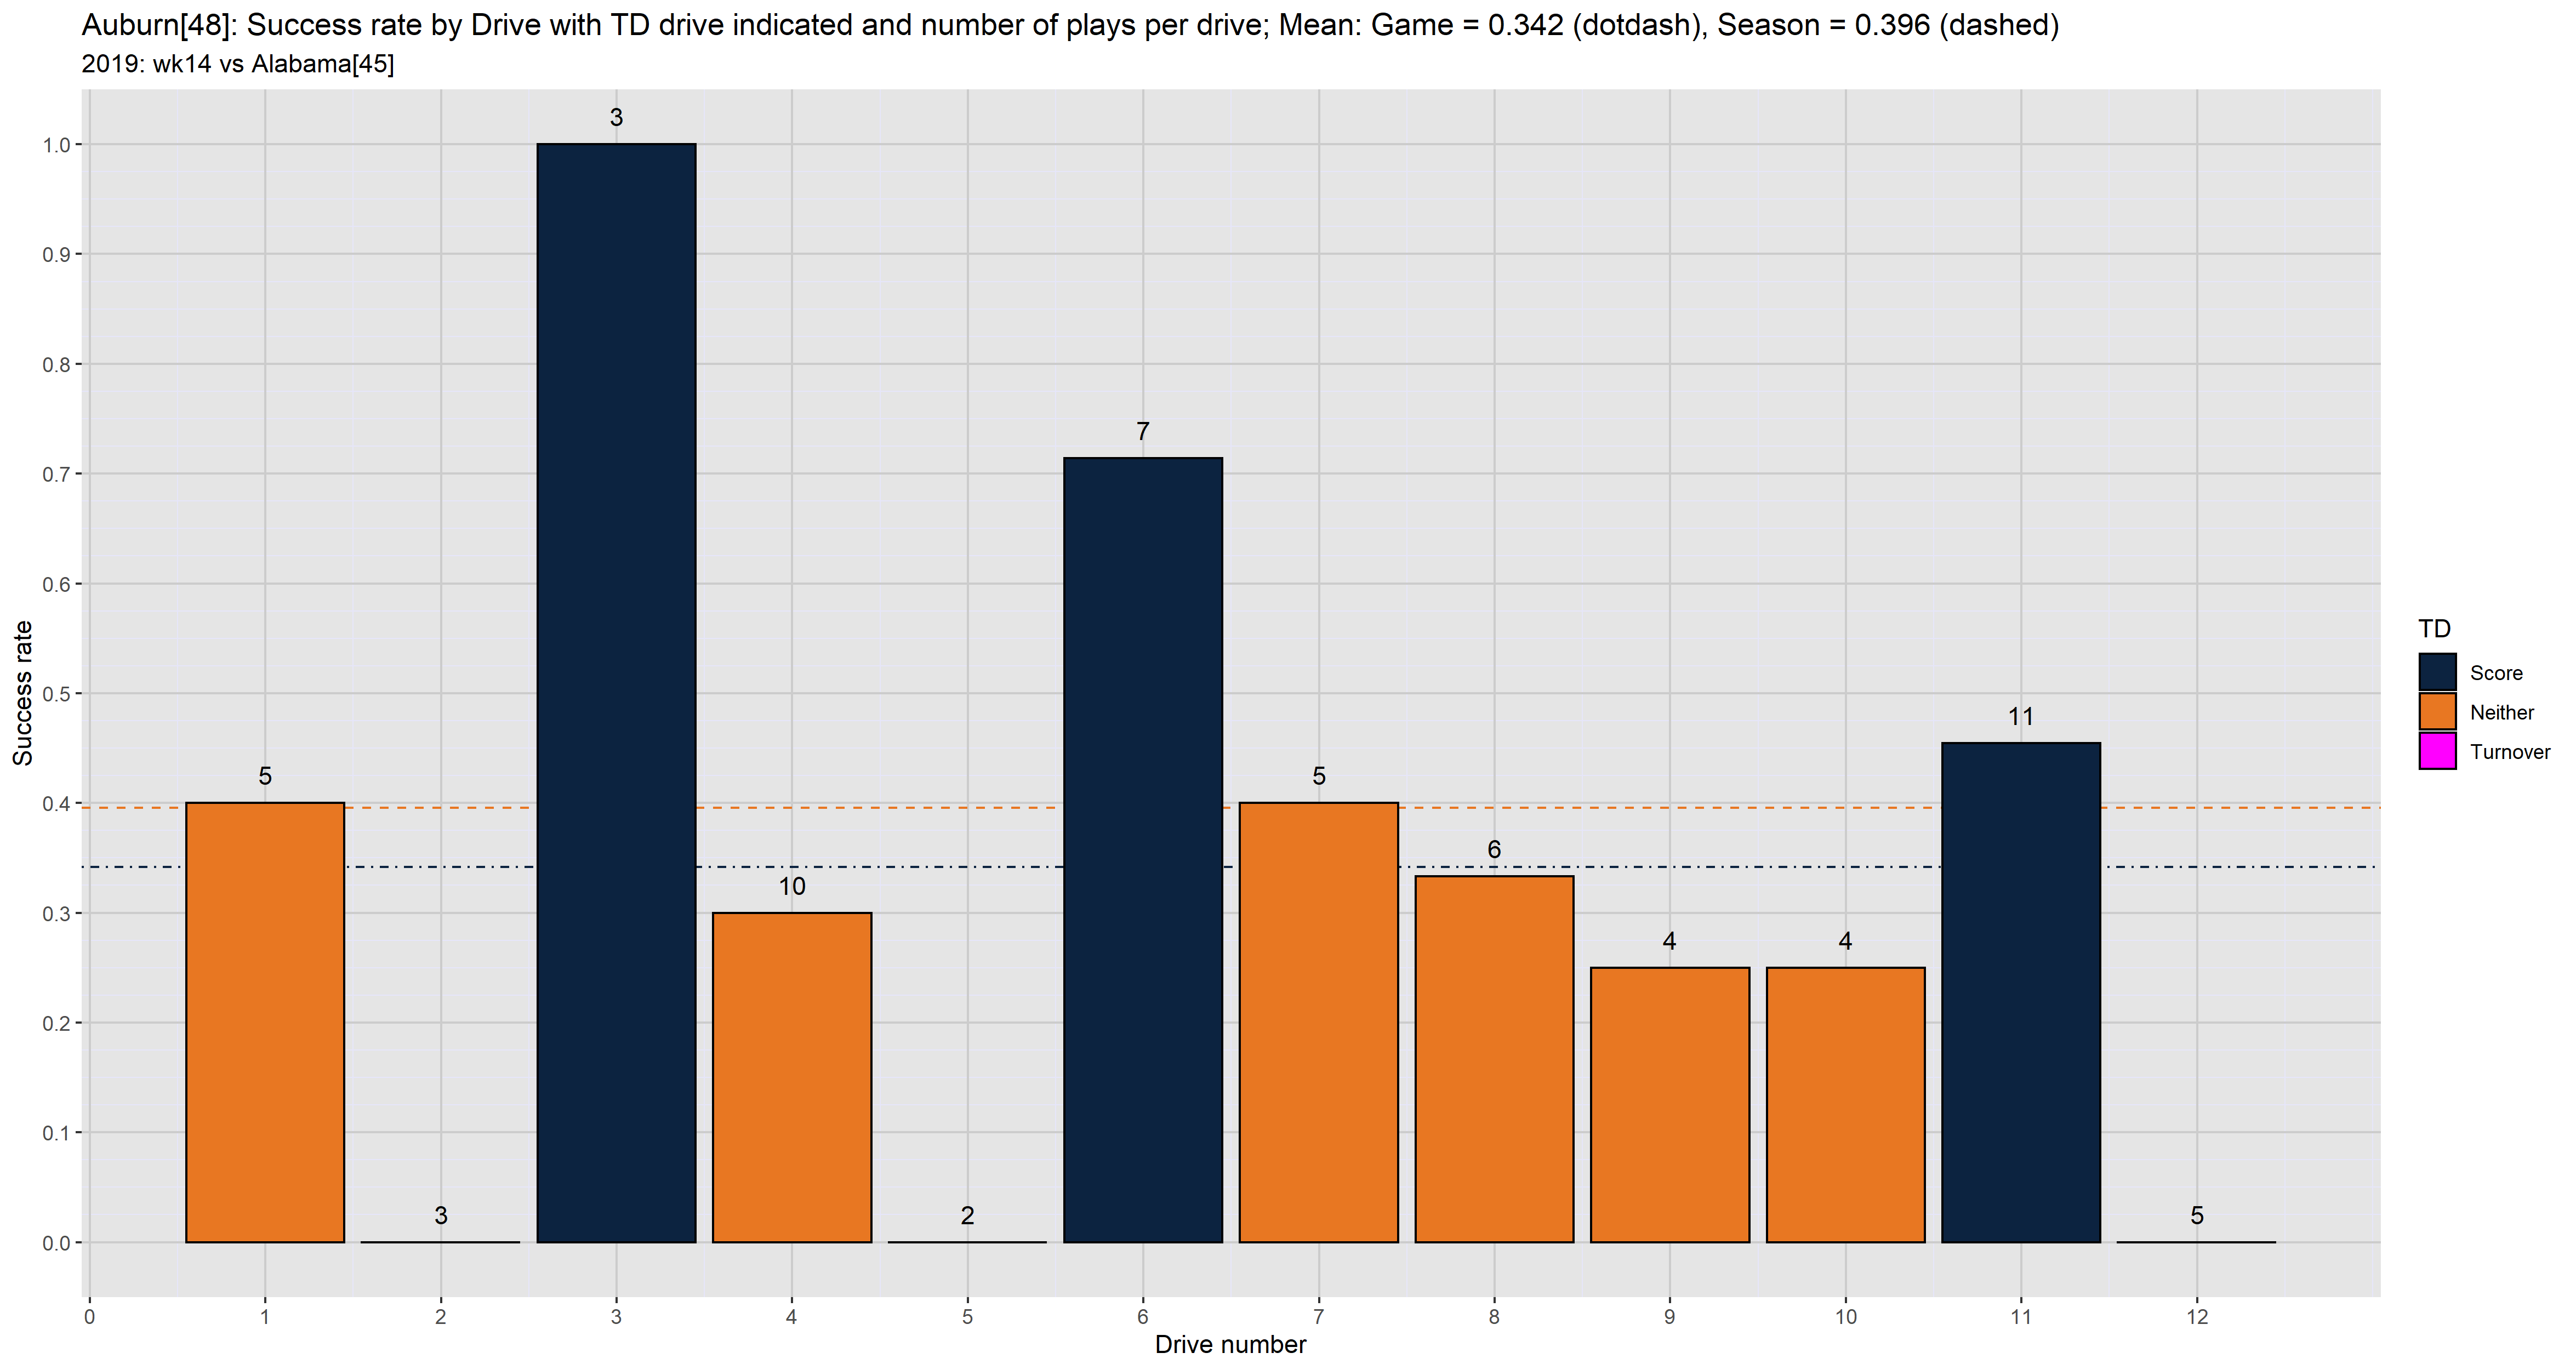 Auburn[48]: Success rate by Drive with TD drive indicated and number of plays per drive; Mean: Game = 0.342 (dotdash), Season = 0.396 (dashed)
2019: wk14 vs Alabama[45]
Success rate
1.0
0.9
0.8
0.7
0.6
0.5
0.4
0.3
0.2
0.1
0.0
5
3
3
10
2
7
5
6
4
4
11
5
0 1 2 3 4 5 6 7 8 9 10 11 12
Drive number
TD
Score
Neither
Turnover